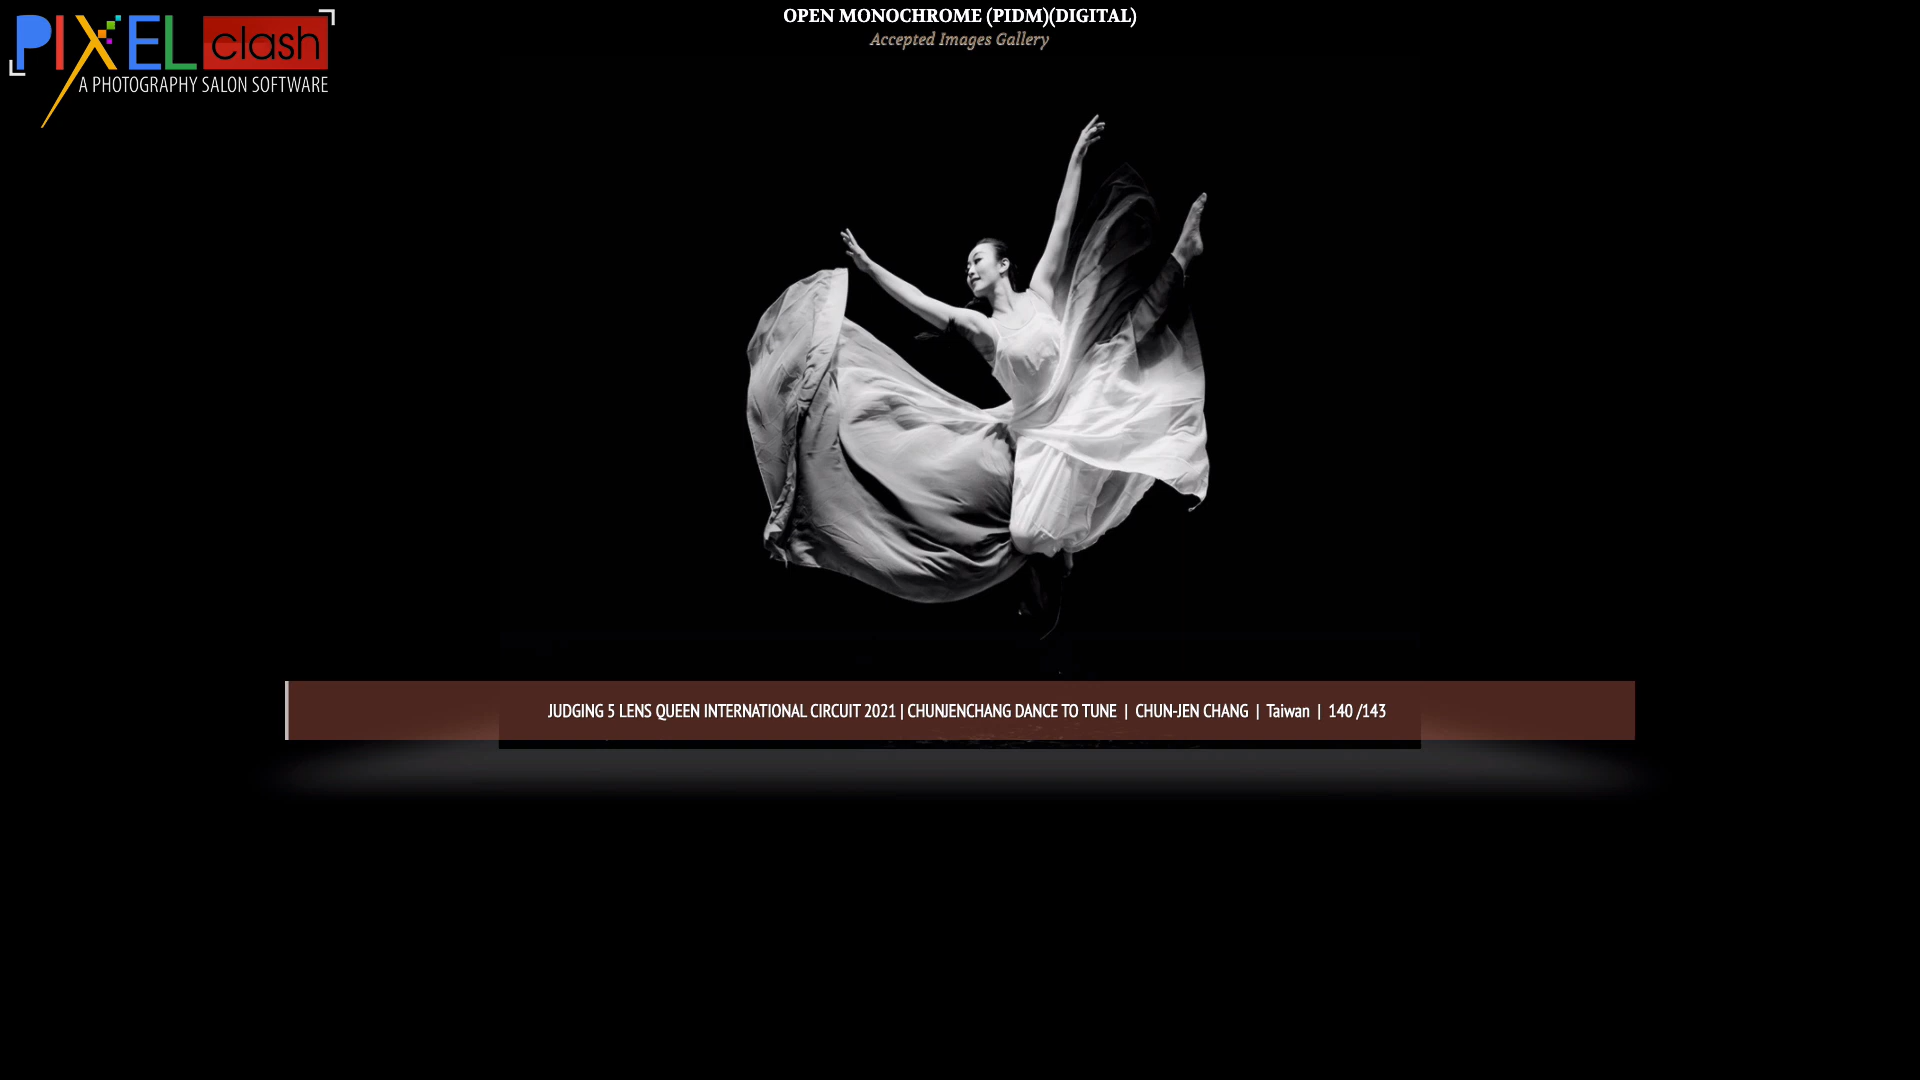 PIXEL clash
A PHOTOGRAPHY SALON SOFTWARE
OPEN MONOCHROME (PIDM)(DIGITAL)
Accepted Images Gallery
JUDGING 5 LENS QUEEN INTERNATIONAL CIRCUIT 2021 | CHUNJENCHANG DANCE TO TUNE | CHUN-JEN CHANG | Taiwan | 140 /143